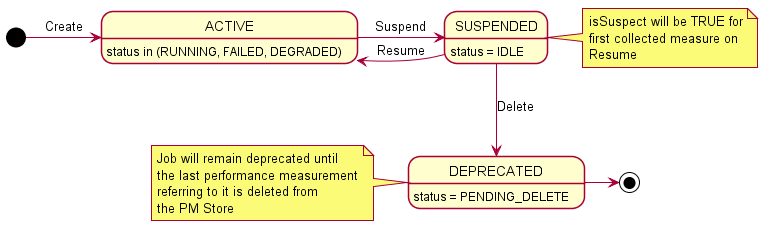 Create
ACTIVE
status in (RUNNING, FAILED, DEGRADED)
Suspend
Resume
SUSPENDED
status = IDLE
isSuspect will be TRUE for
first collected measure on
Resume
Delete
Job will remain deprecated until
the last performance measurement
referring to it is deleted from
the PM Store
DEPRECATED
status = PENDING_DELETE